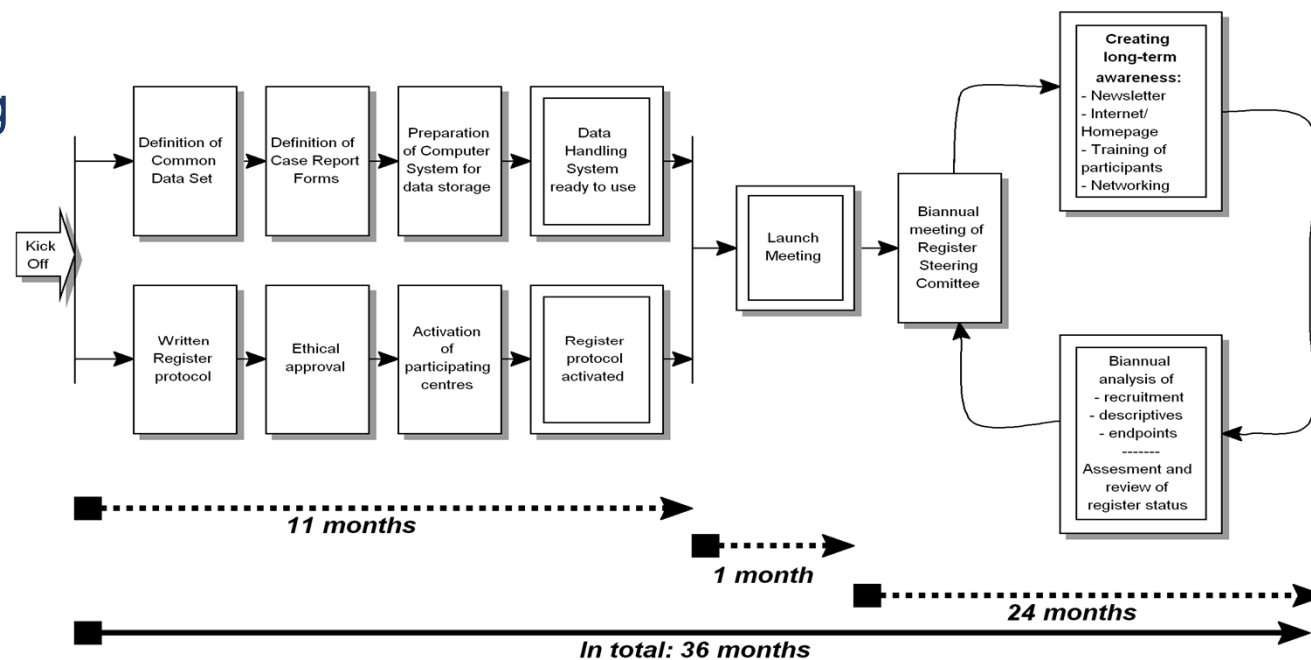 g
Kick
Off
Definition of
Common
Data Set
Definition of
Case Report
Forms
Preparation
of Computer
System for
data storage
Data
Handling
System
ready to use
Written
Register
protocol
Ethical
approval
Activation
of
participating
centres
Register
protocol
activated
Launch
Meeting
Biannual
meeting of
Register
Steering
Comittee
Creating
long-term
awareness:
- Newsletter
- Internet/
Homepage
- Training of
participants
- Networking
Biannual
analysis of
- recruitment
- descriptives
- endpoints
-------
Assesment and
review of
register status
11 months
1 month
24 months
In total: 36 months